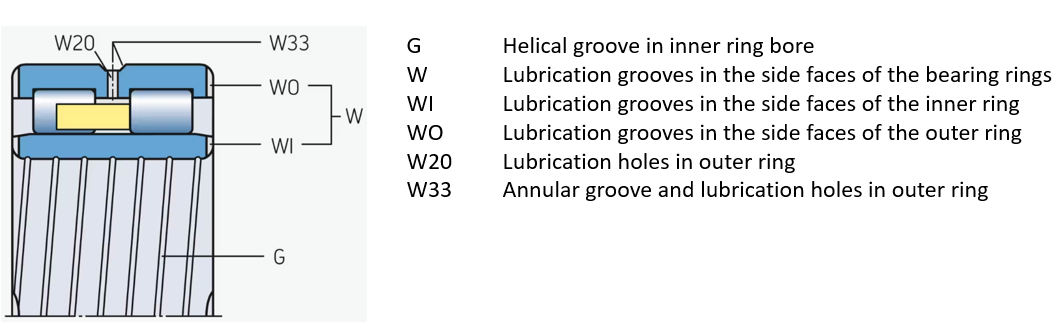 W20
W33
WO
W
WI
G
G Helical groove in inner ring bore
W Lubrication grooves in the side faces of the bearing rings
WI Lubrication grooves in the side faces of the inner ring
WO Lubrication grooves in the side faces of the outer ring
W20 Lubrication holes in outer ring
W33 Annular groove and lubrication holes in outer ring